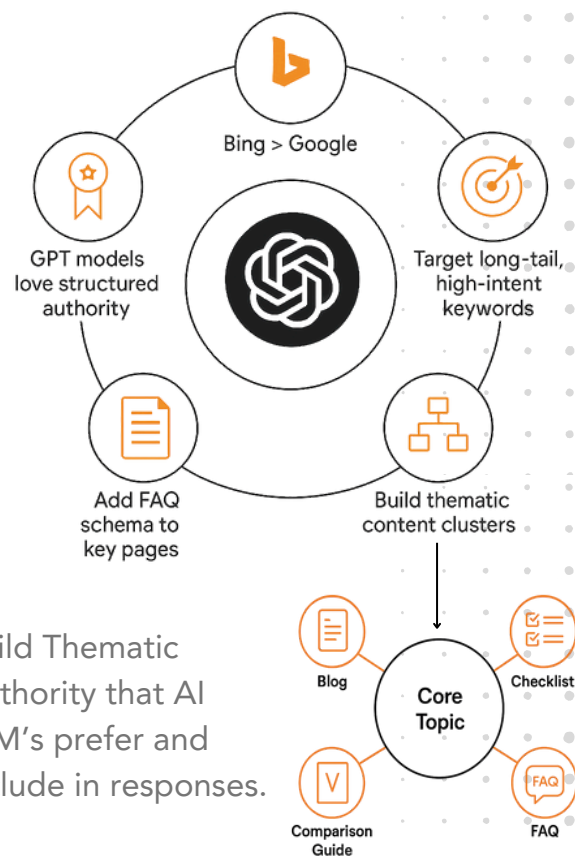 Bing > Google
GPT models
love structured
authority
Target long-tail,
high-intent
keywords
Add FAQ
schema to
key pages
Build thematic
content clusters
ild Thematic
thority that AI
M's prefer and
lude in responses.
Blog
Checklist
Core
Topic
V
FAQ
Comparison
Guide
FAQ